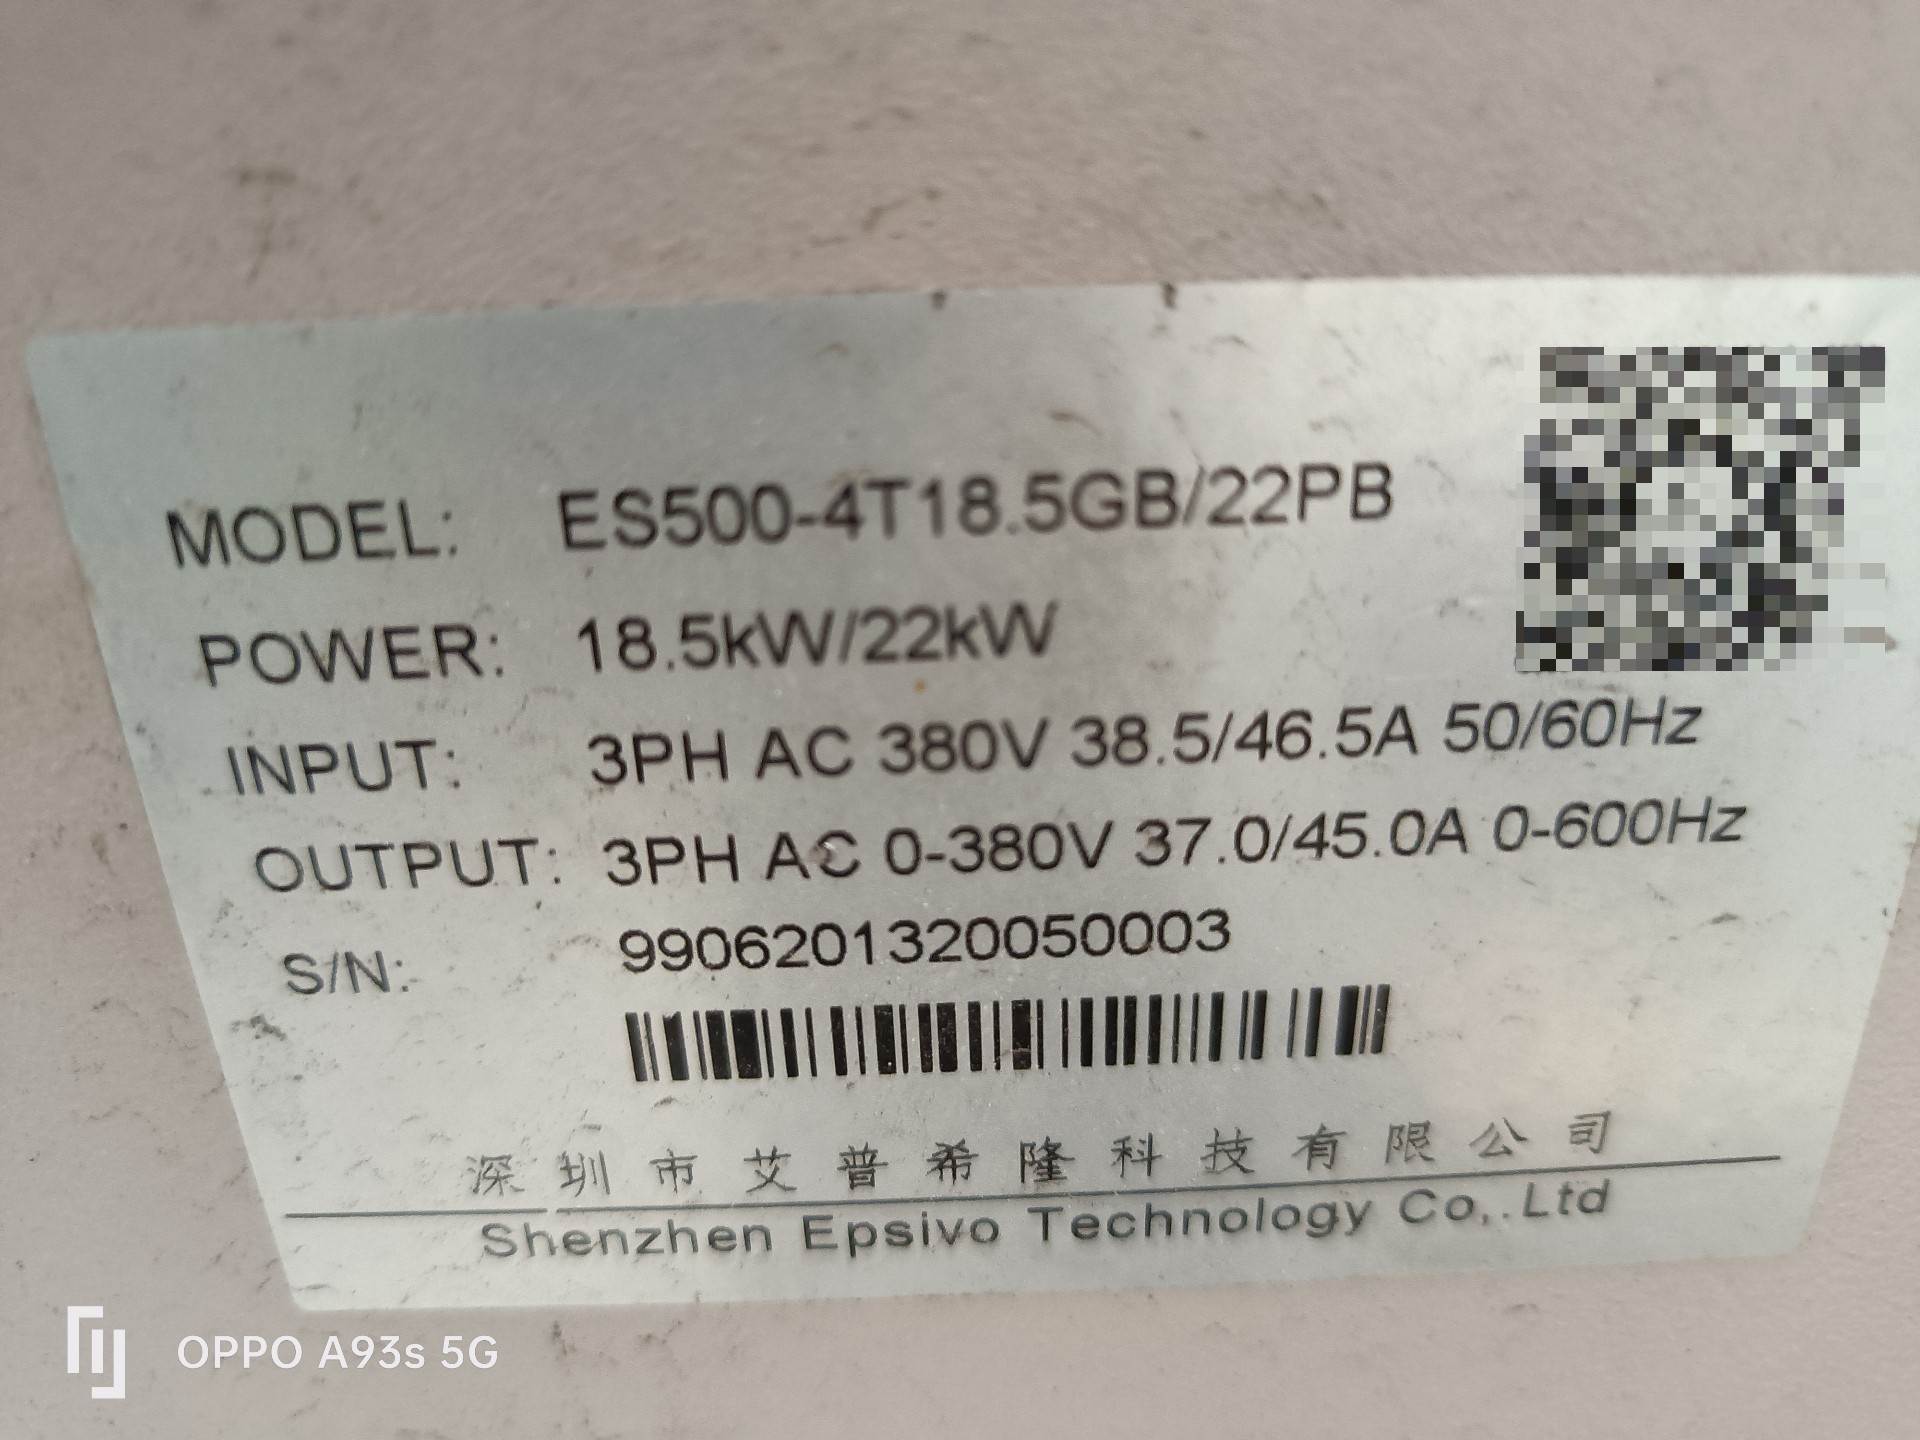 MODEL: ES500-4T18.5GB/22PB
POWER: 18.5kW/22kW
INPUT: 3PH AC 380V 38.5/46.5A 50/60Hz
OUTPUT: 3PH AC 0-380V 37.0/45.0A 0-600Hz
S/N: 9906201320050003
深圳市艾普希隆科技有限公司
Shenzhen Epsivo Technology Co,.Ltd
OPPO A93s 5G